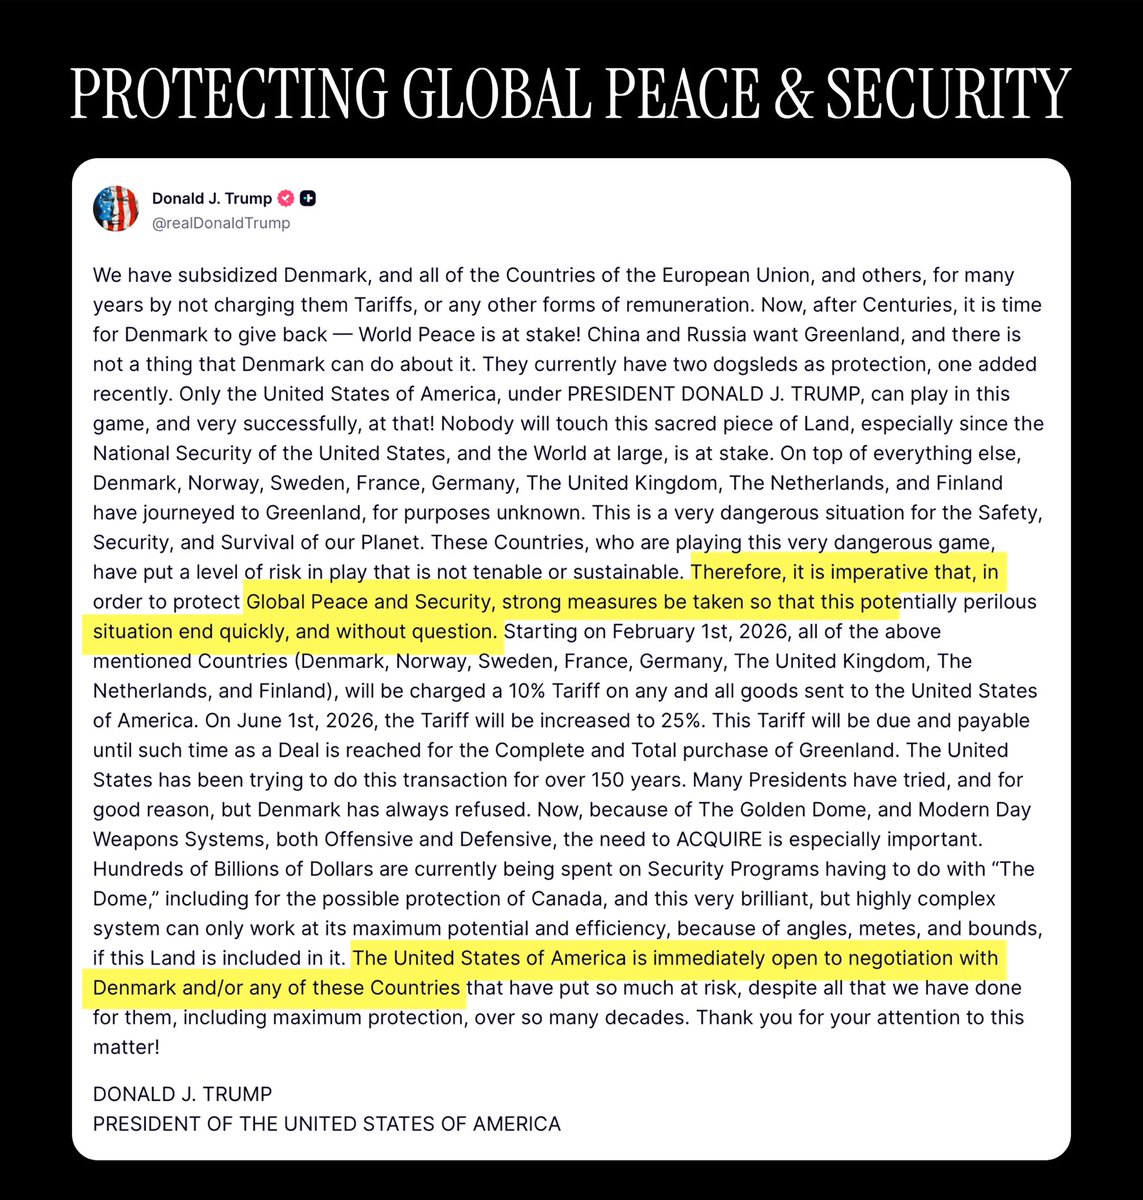 PROTECTING GLOBAL PEACE & SECURITY
Donald J. Trump
@realDonaldTrump
We have subsidized Denmark, and all of the Countries of the European Union, and others, for many
years by not charging them Tariffs, or any other forms of remuneration. Now, after Centuries, it is time
for Denmark to give back — World Peace is at stake! China and Russia want Greenland, and there is
not a thing that Denmark can do about it. They currently have two dogsleds as protection, one added
recently. Only the United States of America, under PRESIDENT DONALD J. TRUMP, can play in this
game, and very successfully, at that! Nobody will touch this sacred piece of Land, especially since the
National Security of the United States, and the World at large, is at stake. On top of everything else,
Denmark, Norway, Sweden, France, Germany, The United Kingdom, The Netherlands, and Finland
have journeyed to Greenland, for purposes unknown. This is a very dangerous situation for the Safety,
Security, and Survival of our Planet. These Countries, who are playing this very dangerous game,
have put a level of risk in play that is not tenable or sustainable. Therefore, it is imperative that, in
order to protect Global Peace and Security, strong measures be taken so that this potentially perilous
situation end quickly, and without question. Starting on February 1st, 2026, all of the above
mentioned Countries (Denmark, Norway, Sweden, France, Germany, The United Kingdom, The
Netherlands, and Finland), will be charged a 10% Tariff on any and all goods sent to the United States
of America. On June 1st, 2026, the Tariff will be increased to 25%. This Tariff will be due and payable
until such time as a Deal is reached for the Complete and Total purchase of Greenland. The United
States has been trying to do this transaction for over 150 years. Many Presidents have tried, and for
good reason, but Denmark has always refused. Now, because of The Golden Dome, and Modern Day
Weapons Systems, both Offensive and Defensive, the need to ACQUIRE is especially important.
Hundreds of Billions of Dollars are currently being spent on Security Programs having to do with “The
Dome,” including for the possible protection of Canada, and this very brilliant, but highly complex
system can only work at its maximum potential and efficiency, because of angles, metes, and bounds,
if this Land is included in it. The United States of America is immediately open to negotiation with
Denmark and/or any of these Countries that have put so much at risk, despite all that we have done
for them, including maximum protection, over so many decades. Thank you for your attention to this
matter!
DONALD J. TRUMP
PRESIDENT OF THE UNITED STATES OF AMERICA